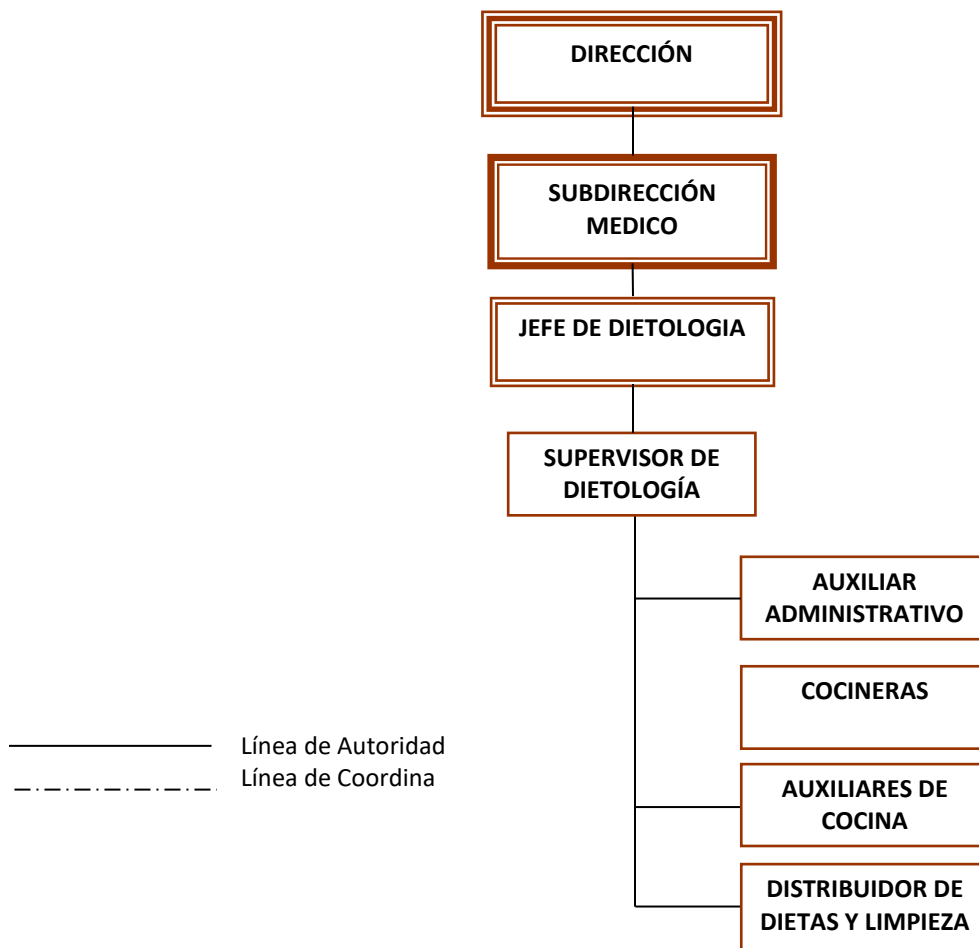 DIRECCIÓN
SUBDIRECCIÓN
MEDICO
JEFE DE DIETOLOGIA
SUPERVISOR DE
DIETOLOGÍA
AUXILIAR
ADMINISTRATIVO
COCINERAS
Línea de Autoridad
Línea de Coordina
AUXILIARES DE
COCINA
DISTRIBUIDOR DE
DIETAS Y LIMPIEZA